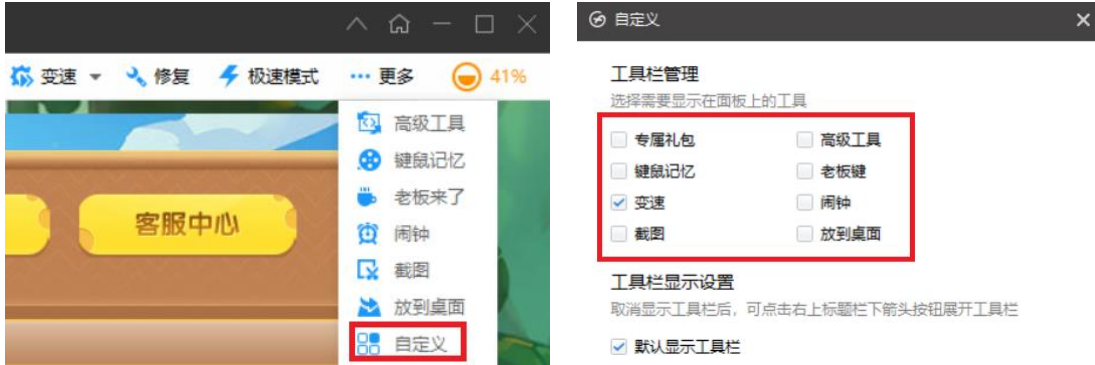 变速 修复 极速模式 ··· 更多 41%
高级工具
键鼠记忆
老板来了
闹钟
截图
放到桌面
自定义
客服中心
自定义
工具栏管理
选择需要显示在面板上的工具
专属礼包 高级工具
键鼠记忆 老板键
变速 闹钟
截图 放到桌面
工具栏显示设置
取消显示工具栏后，可点击右上标题栏下箭头按钮展开工具栏
默认显示工具栏